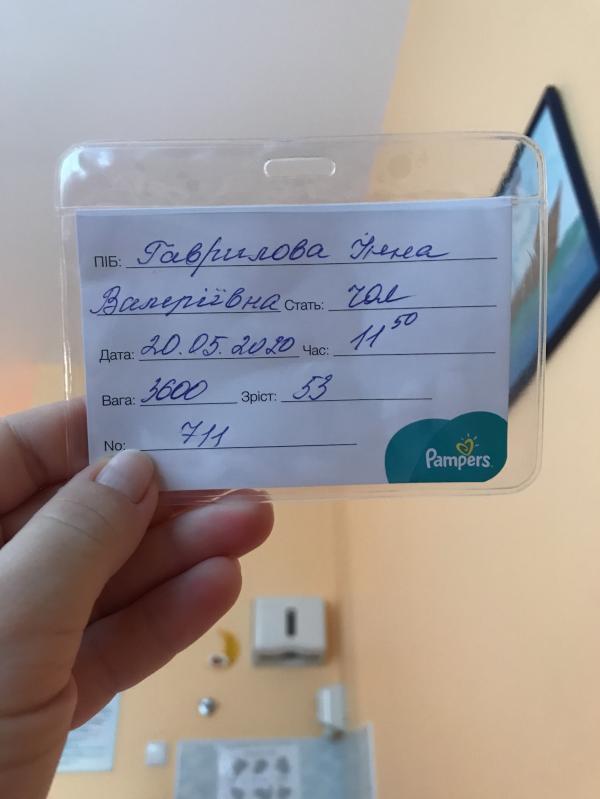 ПІБ: Гаврилова Інна
Валеріївна Стать: чол
Дата: 20.05.2020 Час: 11 50
Вага: 3600 Зріст: 53
No: 711
Pampers